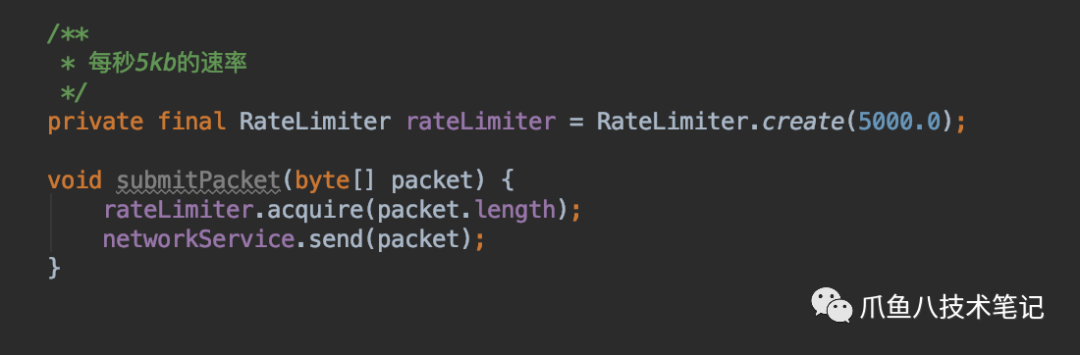 /**
 * 每秒5kb的速率
 */
private final RateLimiter rateLimiter = RateLimiter.create(5000.0);
void submitPacket(byte[] packet) {
    rateLimiter.acquire(packet.length);
    networkService.send(packet);
}
爪鱼八技术笔记